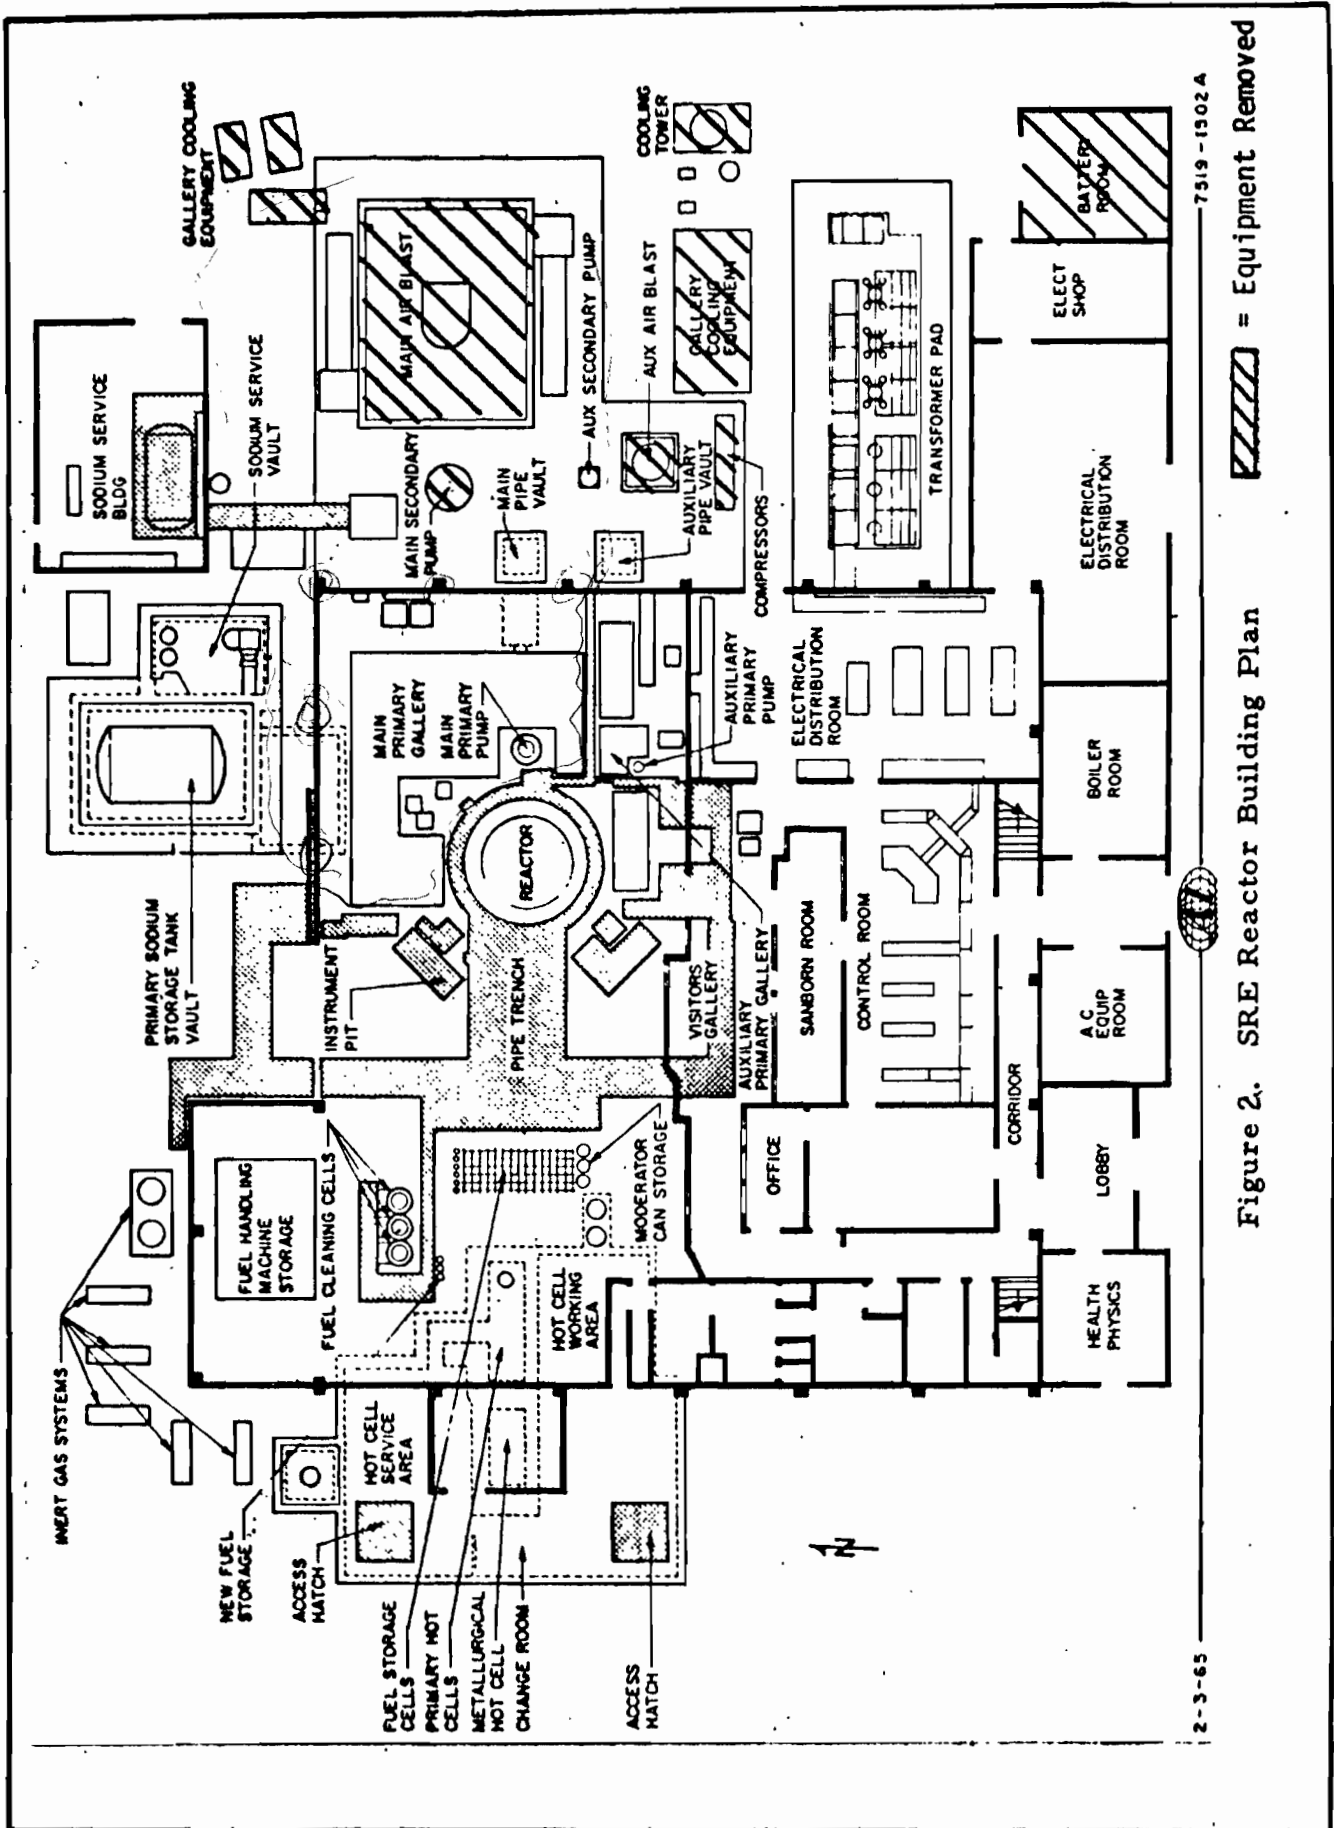 INERT GAS SYSTEMS
NEW FUEL
STORAGE
ACCESS
HATCH
FUEL STORAGE
CELLS
PRIMARY HOT
CELLS
METALLURGICAL
HOT CELL
CHANGE ROOM
ACCESS
HATCH
HOT CELL
SERVICE
AREA
HOT CELL
WORKING
AREA
FUEL HANDLING
MACHINE
STORAGE
FUEL CLEANING CELLS
MODERATOR
CAN STORAGE
PRIMARY SODIUM
STORAGE TANK
VAULT
INSTRUMENT
PIT
PIPE TRENCH
REACTOR
VISITORS
GALLERY
AUXILIARY
PRIMARY GALLERY
OFFICE
SANBORN ROOM
CONTROL ROOM
CORRIDOR
HEALTH
PHYSICS
LOBBY
A C
EQUIP
ROOM
BOILER
ROOM
MAIN
PRIMARY
GALLERY
MAIN
PRIMARY
PUMP
AUXILIARY
PRIMARY
PUMP
ELECTRICAL
DISTRIBUTION
ROOM
SODIUM SERVICE
BLDG
SODIUM SERVICE
VAULT
GALLERY COOLING
EQUIPMENT
MAIN AIR BLAST
MAIN SECONDARY
PUMP
MAIN
PIPE
VAULT
AUX SECONDARY PUMP
AUX AIR BLAST
AUXILIARY
PIPE VAULT
COMPRESSORS
COOLING
TOWER
GALLERY
COOLING
EQUIPMENT
TRANSFORMER PAD
ELECTRICAL
DISTRIBUTION
ROOM
ELECT
SHOP
BATTERY
ROOM
N
2-3-65
7519-1502 A
Figure 2. SRE Reactor Building Plan
= Equipment Removed